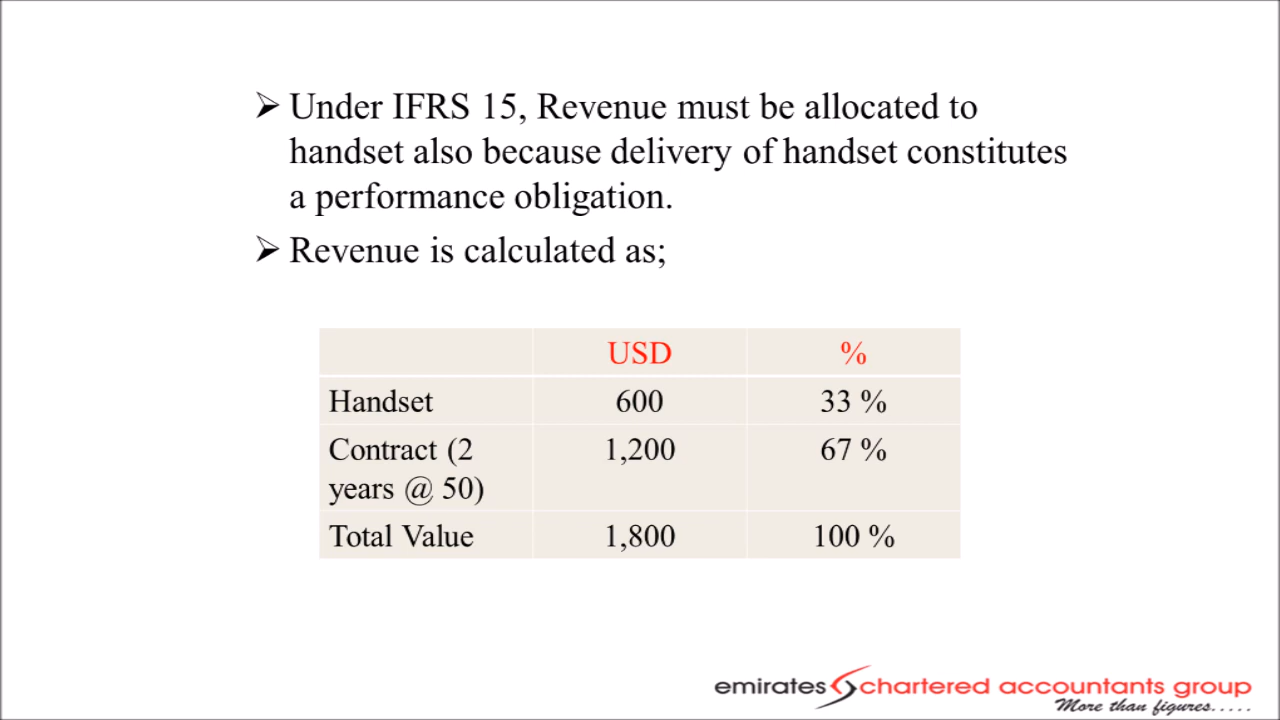 ➢ Under IFRS 15, Revenue must be allocated to
handset also because delivery of handset constitutes
a performance obligation.
➢ Revenue is calculated as;
USD %
Handset 600 33 %
Contract (2 1,200 67 %
years @ 50)
Total Value 1,800 100 %
emirates chartered accountants group
More than figures.....